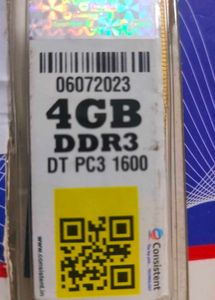 06072023
4GB
DDR3
DT PC3 1600
Consistent
www.consistent.in